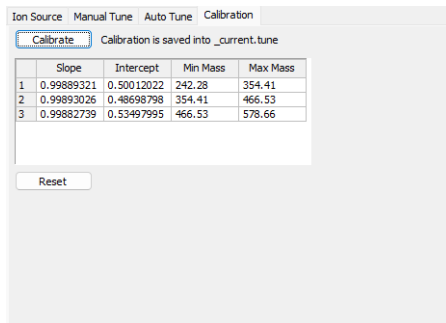 Ion Source Manual Tune Auto Tune Calibration
Calibrate Calibration is saved into _current.tune
Slope Intercept Min Mass Max Mass
1 0.99889321 0.50012022 242.28 354.41
2 0.99893026 0.48698798 354.41 466.53
3 0.99882739 0.53497995 466.53 578.66
Reset